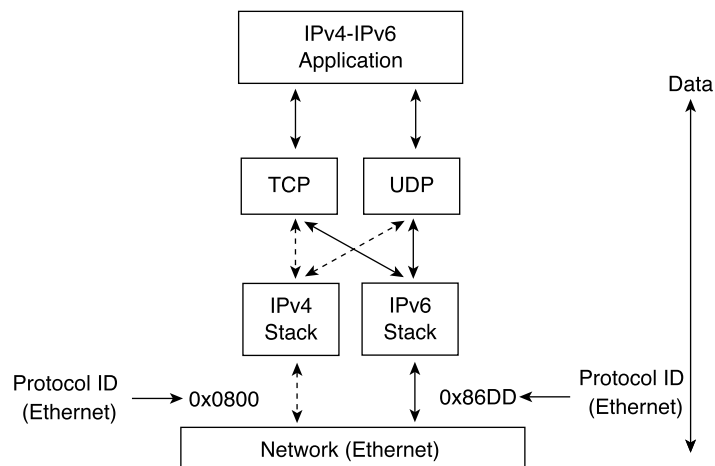 IPv4-IPv6
Application
Data
TCP
UDP
IPv4
Stack
IPv6
Stack
Protocol ID
(Ethernet)
0x0800
0x86DD
Protocol ID
(Ethernet)
Network (Ethernet)